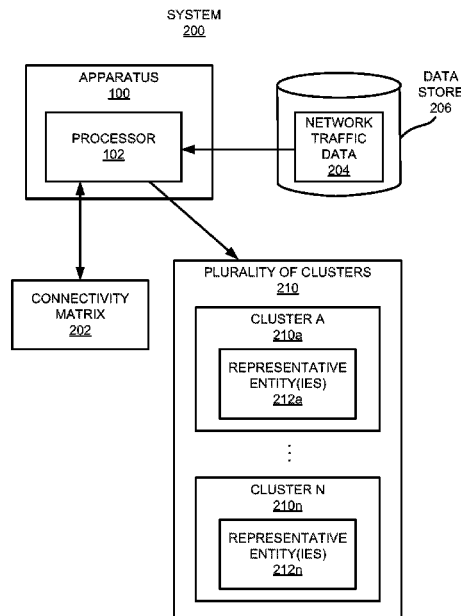 SYSTEM
200
APPARATUS
100
PROCESSOR
102
DATA
STORE
206
NETWORK
TRAFFIC
DATA
204
CONNECTIVITY
MATRIX
202
PLURALITY OF CLUSTERS
210
CLUSTER A
210a
REPRESENTATIVE
ENTITY(IES)
212a
⋮
CLUSTER N
210n
REPRESENTATIVE
ENTITY(IES)
212n